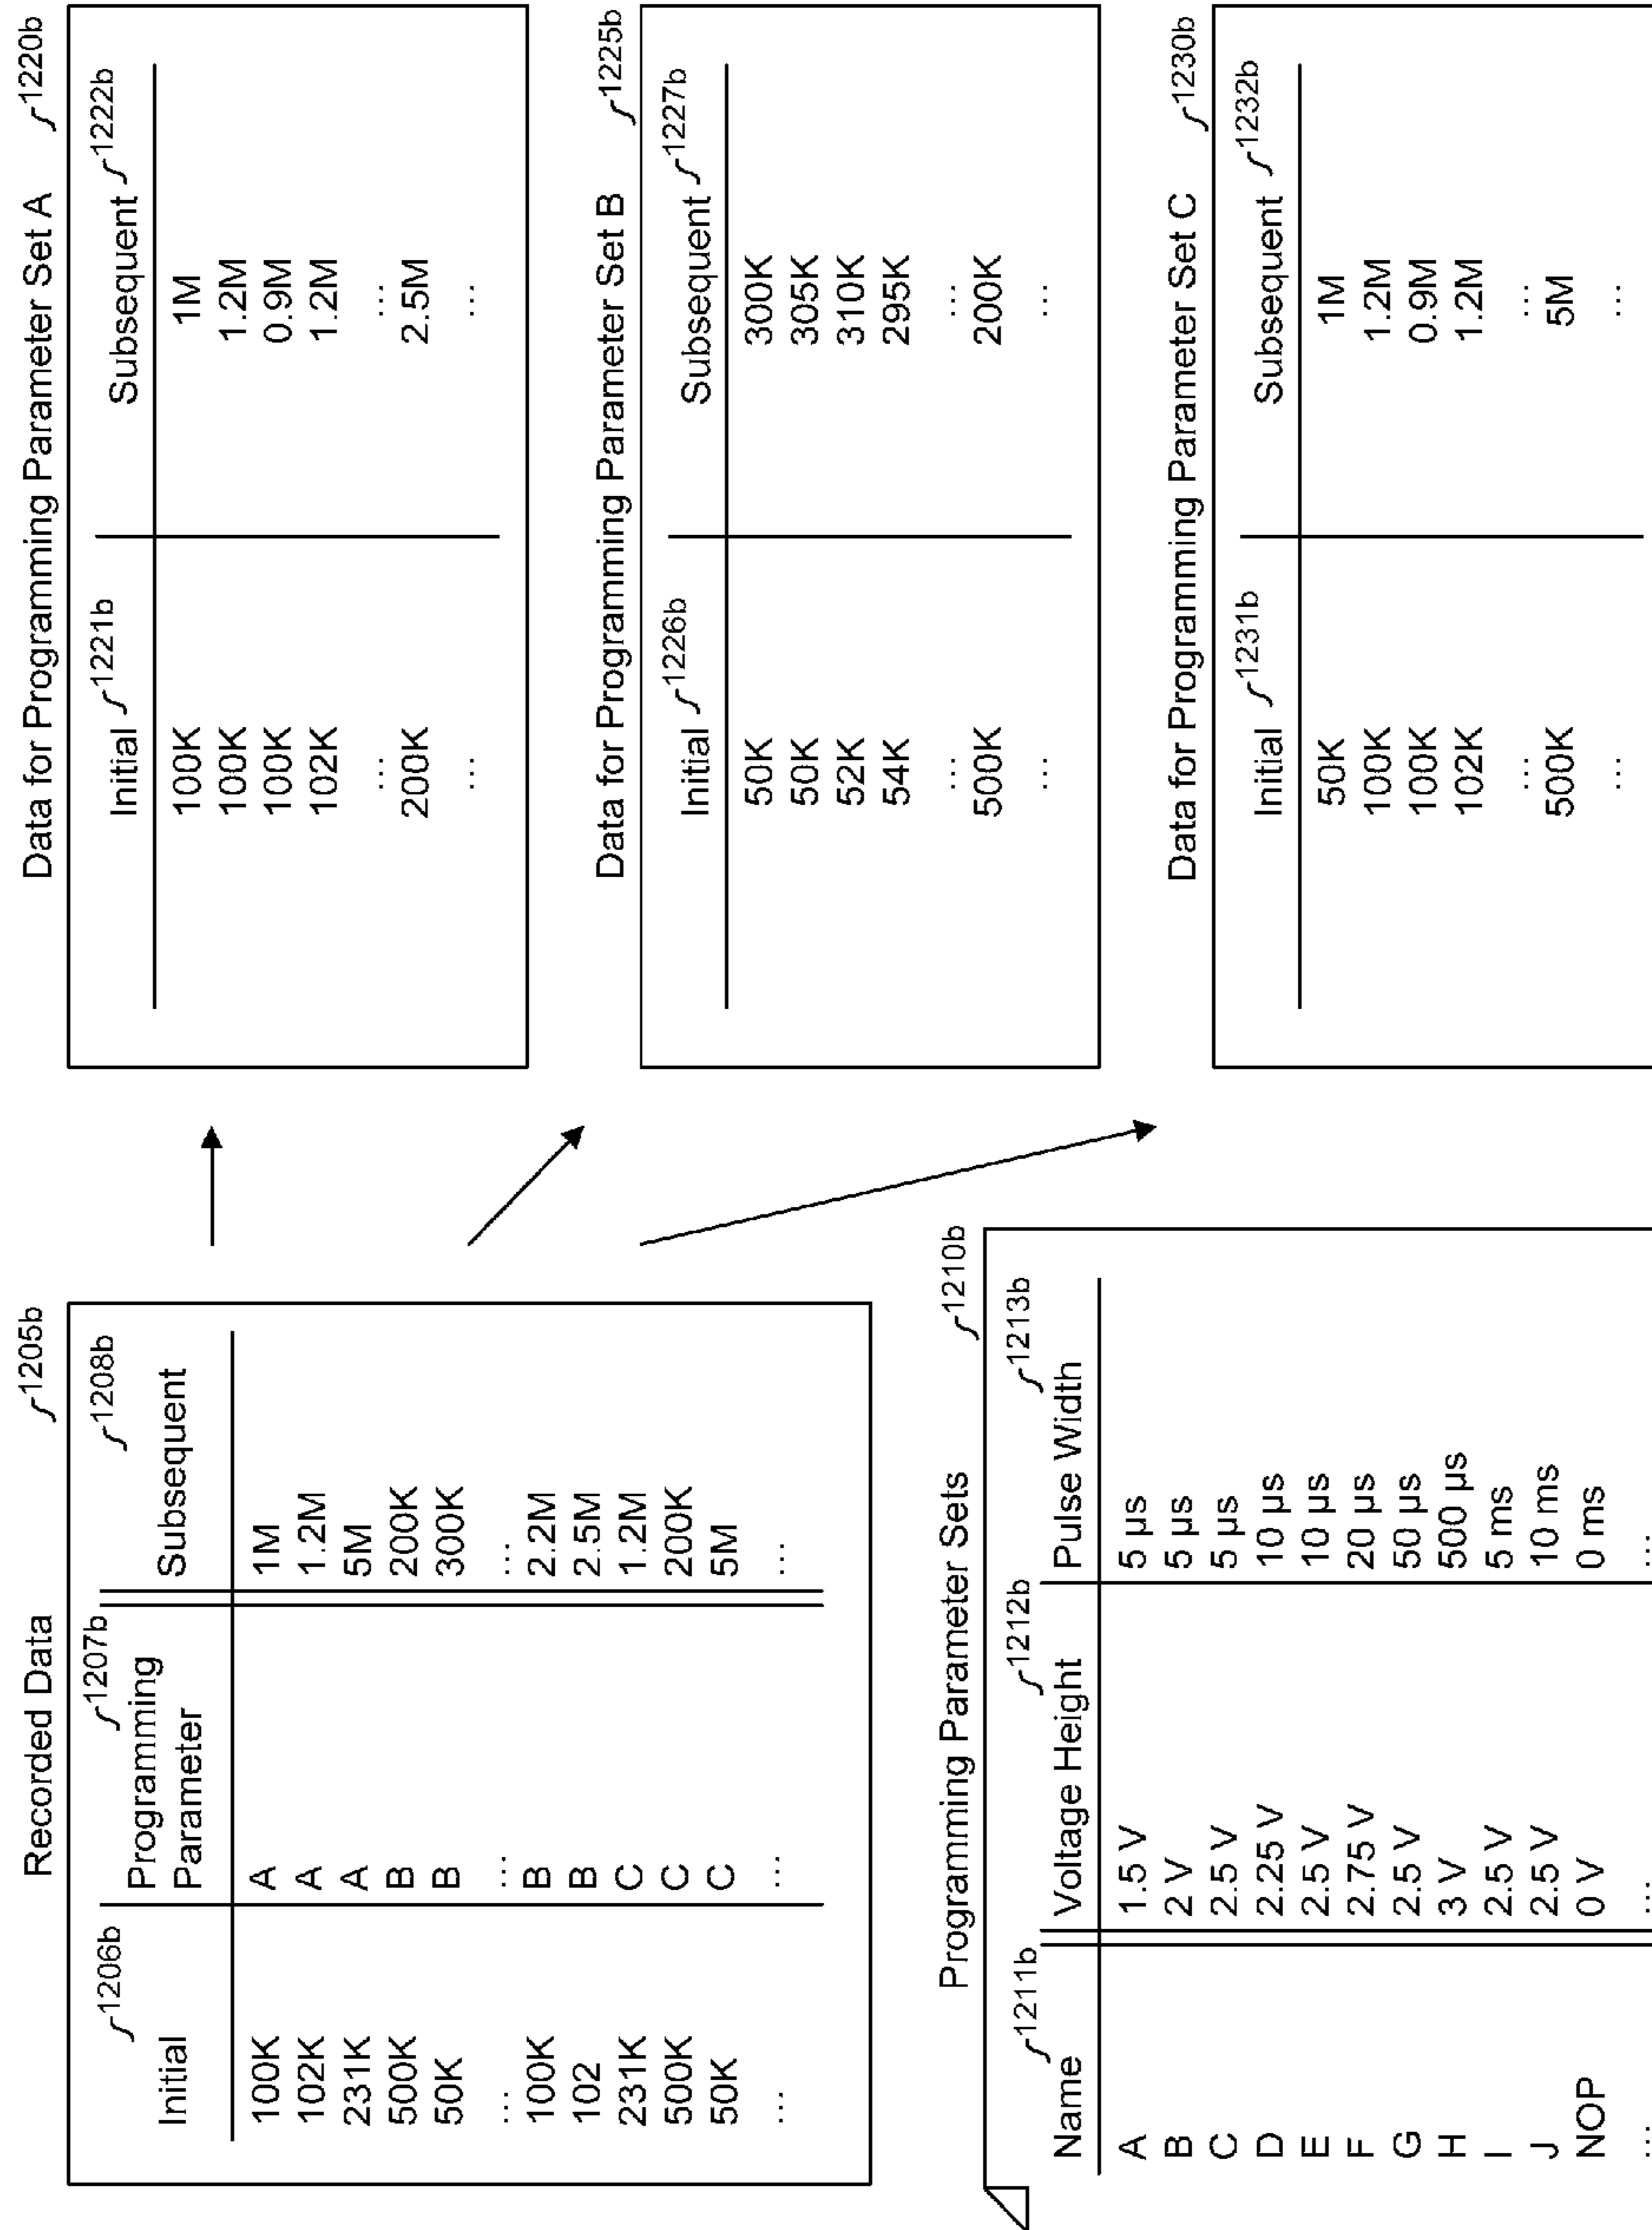 Recorded Data
1205b
1206b
1207b
1208b
Initial Programming Parameter Subsequent
100K A 1M
102K A 1.2M
231K A 5M
500K B 200K
50K B 300K
... ... ...
100K B 2.2M
102 B 2.5M
231K C 1.2M
500K C 200K
50K C 5M
... ... ...
Programming Parameter Sets
1210b
1211b
1212b
1213b
Name Voltage Height Pulse Width
A 1.5 V 5 µs
B 2 V 5 µs
C 2.5 V 5 µs
D 2.25 V 10 µs
E 2.5 V 10 µs
F 2.75 V 20 µs
G 2.5 V 50 µs
H 3 V 500 µs
I 2.5 V 5 ms
J 2.5 V 10 ms
NOP 0 V 0 ms
... ... ...
Data for Programming Parameter Set A
1220b
Initial 1221b Subsequent 1222b
100K 1M
100K 1.2M
100K 0.9M
102K 1.2M
... ...
200K 2.5M
... ...
Data for Programming Parameter Set B
1225b
Initial 1226b Subsequent 1227b
50K 300K
50K 305K
52K 310K
54K 295K
... ...
500K 200K
... ...
Data for Programming Parameter Set C
1230b
Initial 1231b Subsequent 1232b
50K 1M
100K 1.2M
100K 0.9M
102K 1.2M
... ...
500K 5M
... ...